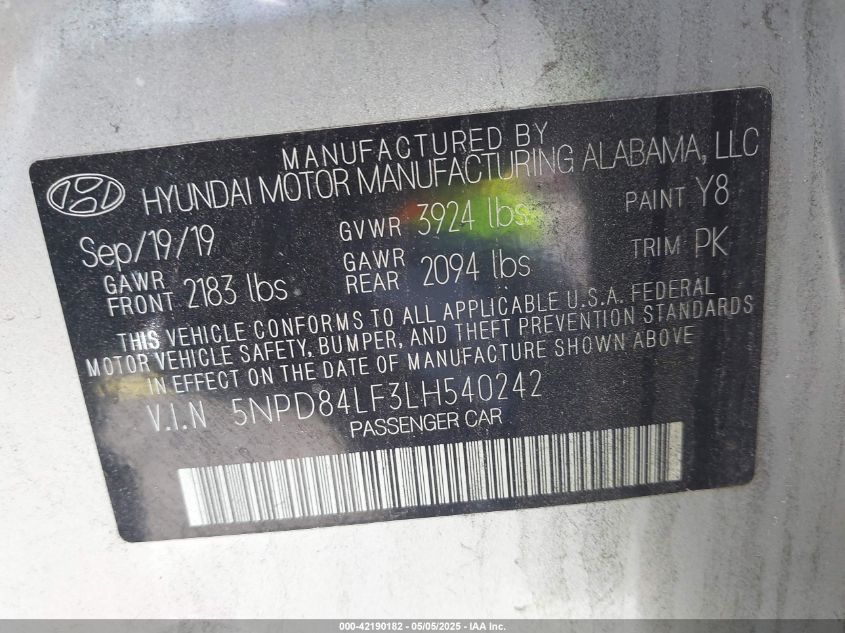 MANUFACTURED BY
HYUNDAI MOTOR MANUFACTURING ALABAMA, LLC
Sep/19/19 GVWR 3924 lbs PAINT Y8
GAWR FRONT 2183 lbs GAWR REAR 2094 lbs TRIM PK
THIS VEHICLE CONFORMS TO ALL APPLICABLE U.S.A. FEDERAL
MOTOR VEHICLE SAFETY, BUMPER, AND THEFT PREVENTION STANDARDS
IN EFFECT ON THE DATE OF MANUFACTURE SHOWN ABOVE
V.I.N 5NPD84LF3LH540242
PASSENGER CAR
000-42190182 - 05/05/2025 - IAA Inc.